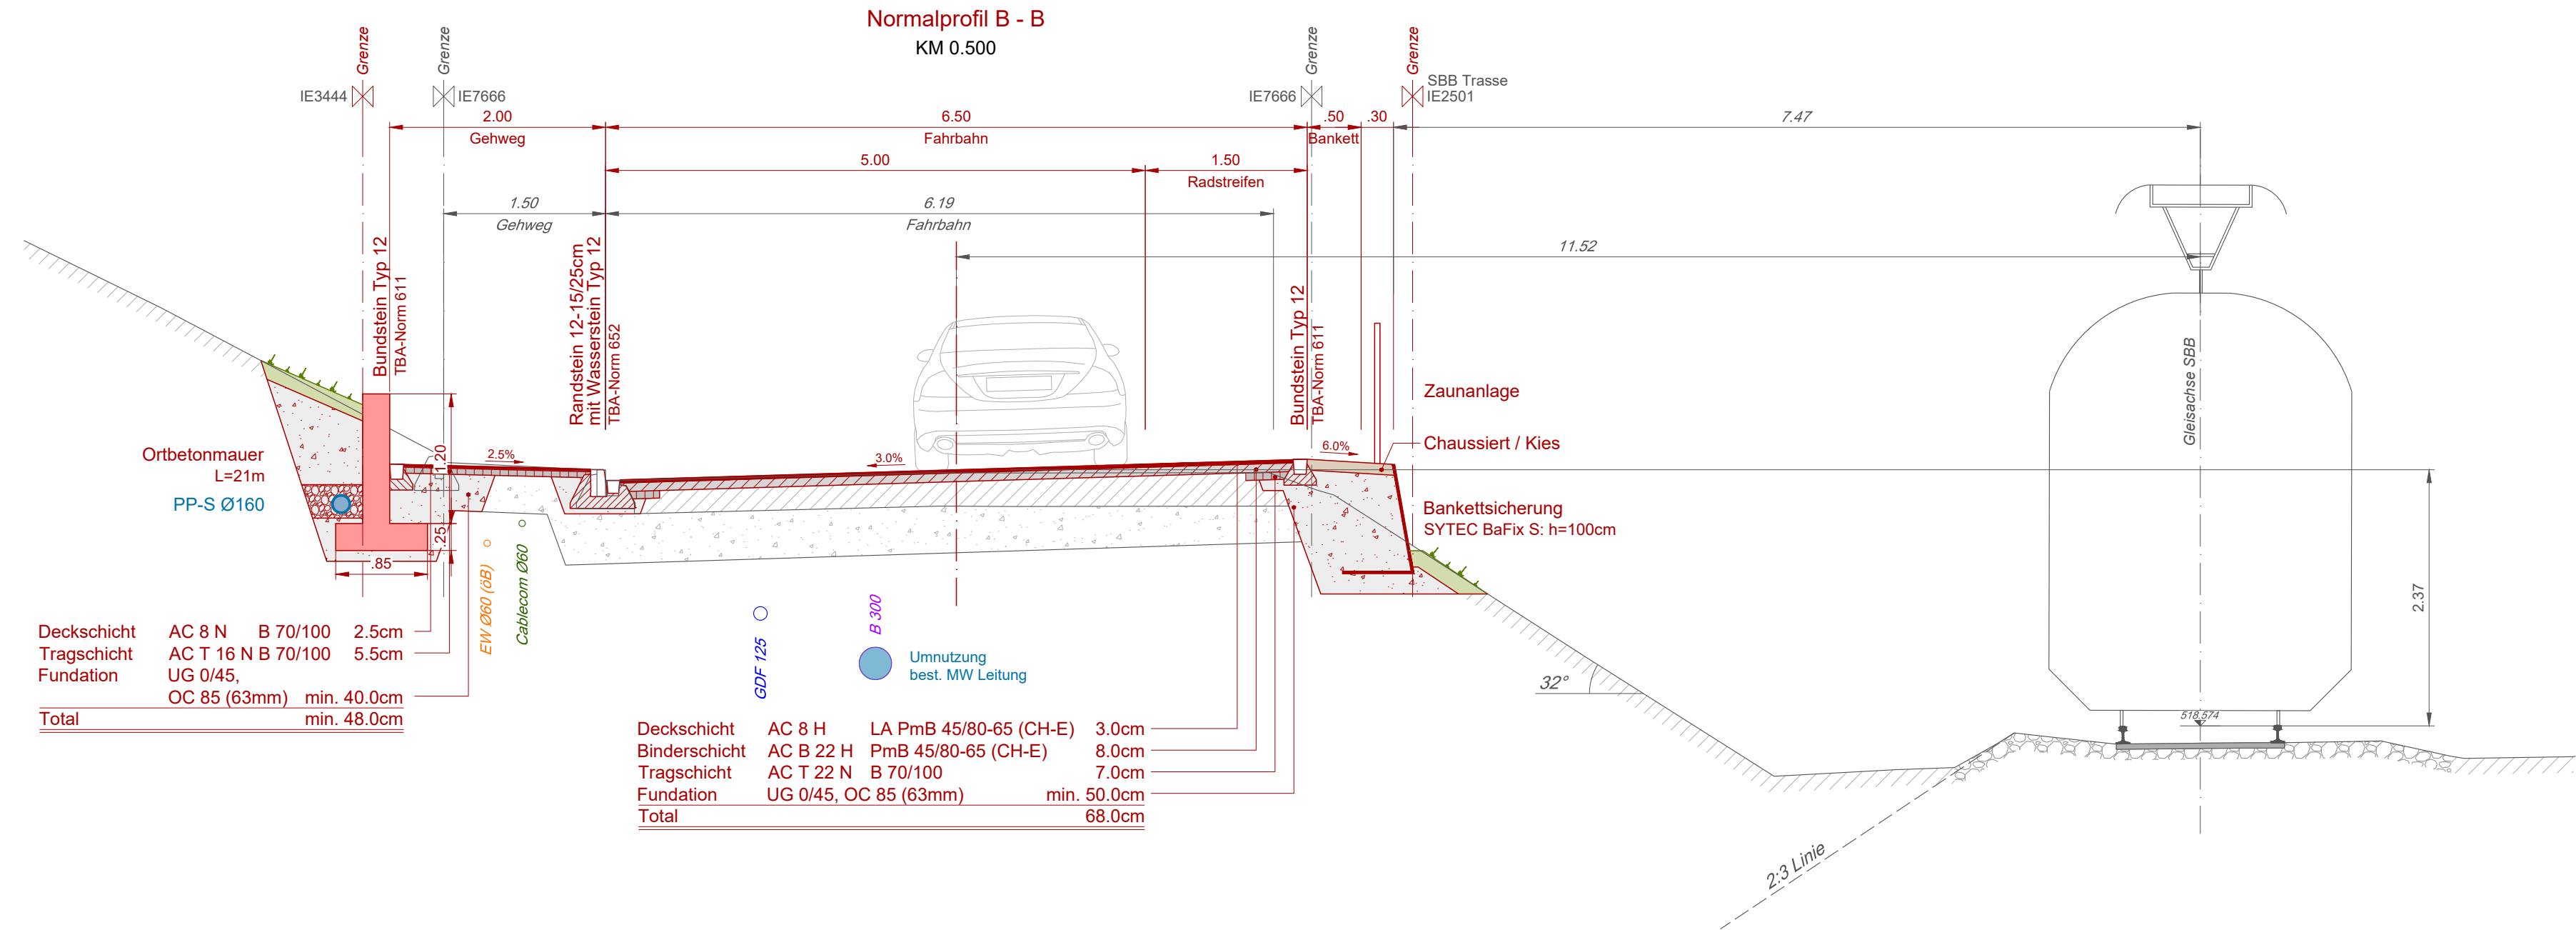 Normalprofil B - B
KM 0.500
Grenze
Grenze
Grenze
Grenze
IE3444
IE7666
IE7666
SBB Trasse
IE2501
2.00
Gehweg
6.50
Fahrbahn
.50
Bankett
.30
7.47
5.00
1.50
Radstreifen
1.50
Gehweg
6.19
Fahrbahn
11.52
Bundstein Typ 12
TBA-Norm 611
Randstein 12-15/25cm
mit Wasserstein Typ 12
TBA-Norm 652
Bundstein Typ 12
TBA-Norm 611
Gleisachse SBB
Zaunanlage
Chaussiert / Kies
Ortbetonmauer
L=21m
PP-S Ø160
1.20
.25
.85
2.5%
3.0%
6.0%
Bankettsicherung
SYTEC BaFix S: h=100cm
EW Ø60 (öB)
Cablecom Ø60
GDF 125
B 300
Umnutzung
best. MW Leitung
2.37
32°
518.574
2:3 Linie
Deckschicht AC 8 N B 70/100 2.5cm
Tragschicht AC T 16 N B 70/100 5.5cm
Fundation UG 0/45,
OC 85 (63mm) min. 40.0cm
Total min. 48.0cm
Deckschicht AC 8 H LA PmB 45/80-65 (CH-E) 3.0cm
Binderschicht AC B 22 H PmB 45/80-65 (CH-E) 8.0cm
Tragschicht AC T 22 N B 70/100 7.0cm
Fundation UG 0/45, OC 85 (63mm) min. 50.0cm
Total 68.0cm